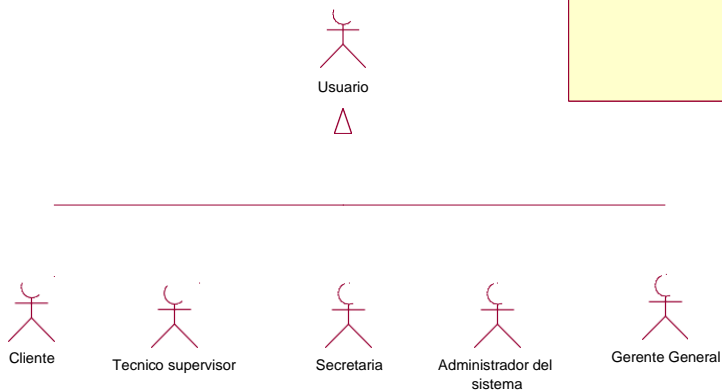 Usuario
Cliente
Tecnico supervisor
Secretaria
Administrador del
sistema
Gerente General